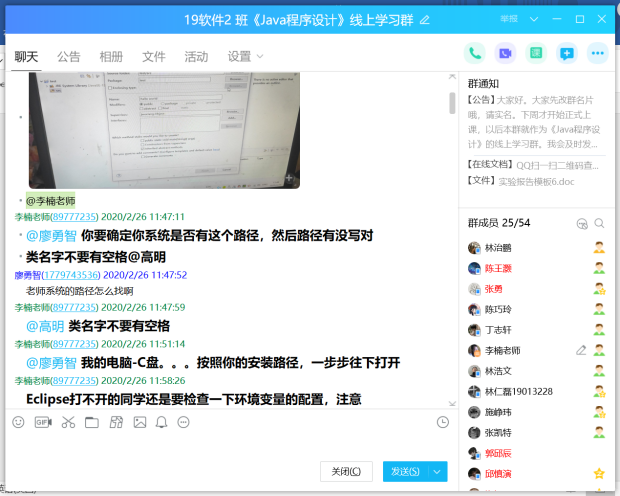 19软件2 班《Java程序设计》线上学习群
举报
聊天 公告 相册 文件 活动 设置
@李楠老师
李楠老师(89777235) 2020/2/26 11:47:11
@廖勇智 你要确定你系统是否有这个路径，然后路径有没写对
类名字不要有空格@高明
廖勇智(1779743536) 2020/2/26 11:47:52
老师系统的路径怎么找啊
李楠老师(89777235) 2020/2/26 11:47:59
@高明 类名字不要有空格
李楠老师(89777235) 2020/2/26 11:51:14
@廖勇智 我的电脑-C盘。。。按照你的安装路径，一步步往下打开
李楠老师(89777235) 2020/2/26 11:58:26
Eclipse打不开的同学还是要检查一下环境变量的配置，注意
GIF
关闭(C) 发送(S)
群通知
【公告】大家好。大家先改群名片
哦，请实名。下周才开始正式上
课，以后本群就作为《Java程序设
计》的线上学习群。我会及时发...
【在线文档】QQ扫一扫二维码查...
【文件】实验报告模板6.doc
群成员 25/54
林治鹏
陈王灏
张勇
陈巧玲
丁志轩
李楠老师
林浩文
林仁磊19013228
施峥玮
张凯特
郭邱辰
邱慎演